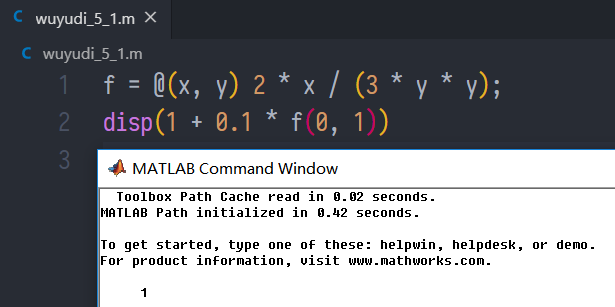 wuyudi_5_1.m
wuyudi_5_1.m
1 f = @(x, y) 2 * x / (3 * y * y);
2 disp(1 + 0.1 * f(0, 1))
3
MATLAB Command Window
Toolbox Path Cache read in 0.02 seconds.
MATLAB Path initialized in 0.42 seconds.
To get started, type one of these: helpwin, helpdesk, or demo.
For product information, visit www.mathworks.com.
1